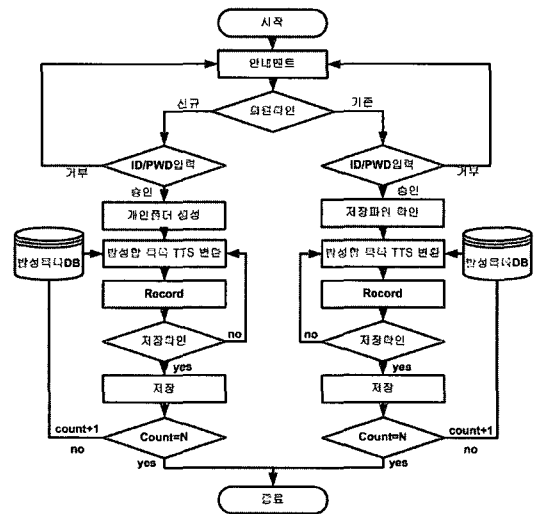 시작
안내멘트
신규
회원확인
기존
ID/PWD입력
ID/PWD입력
거부
승인
승인
거부
개인폴더 생성
저장파일 확인
발성목록DB
발성할 목록 TTS 변환
발성할 목록 TTS 변환
발성목록DB
Record
Record
저장확인
no
no
저장확인
yes
yes
저장
저장
count+1
Count=N
Count=N
count+1
no
yes
yes
no
종료